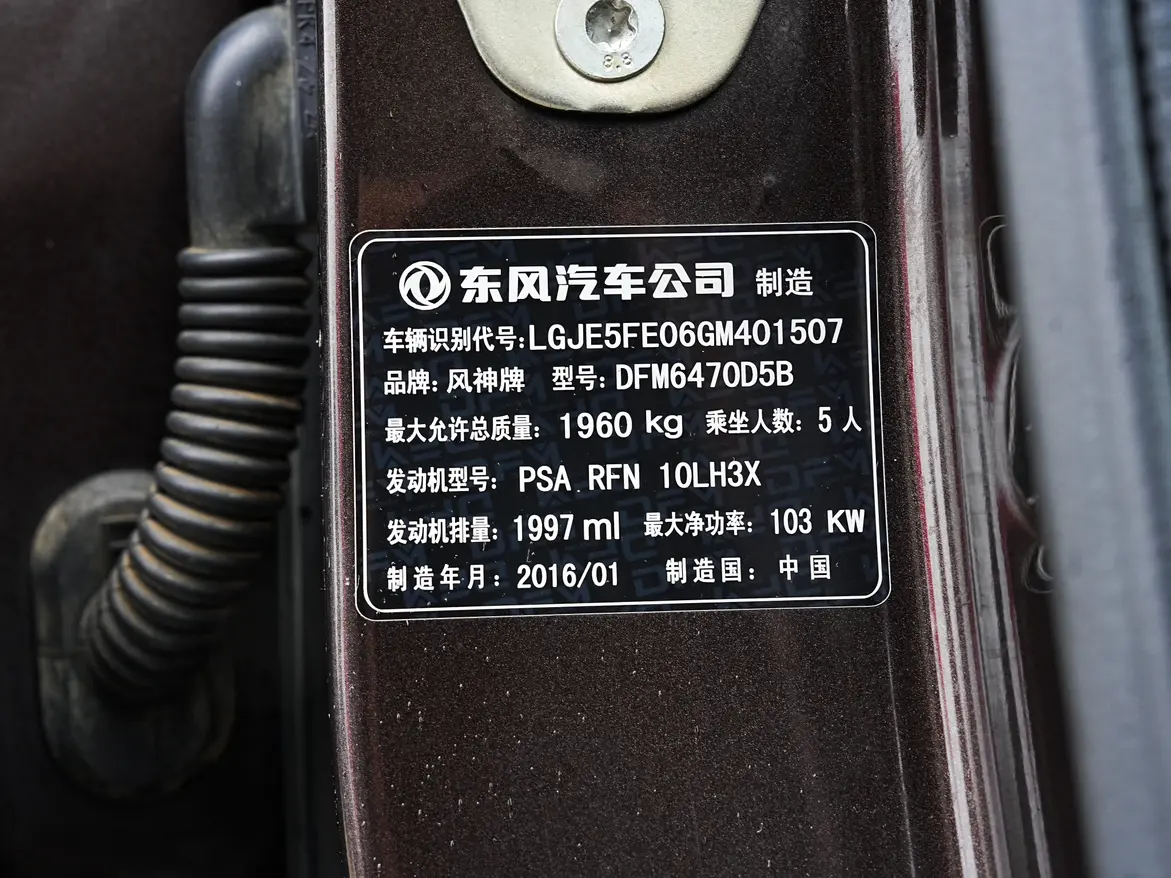 8.8
东风汽车公司 制造
车辆识别代号:LGJE5FE06GM401507
品牌: 风神牌 型号: DFM6470D5B
最大允许总质量: 1960 kg 乘坐人数: 5 人
发动机型号: PSA RFN 10LH3X
发动机排量: 1997 ml 最大净功率: 103 KW
制造年月: 2016/01 制造国: 中国